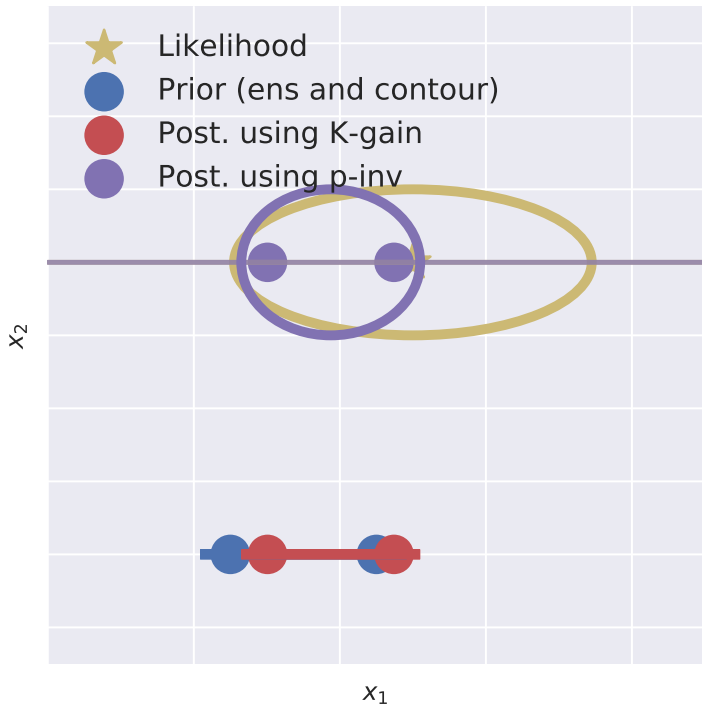 Likelihood
Prior (ens and contour)
Post. using K-gain
Post. using p-inv
x₂
x₁